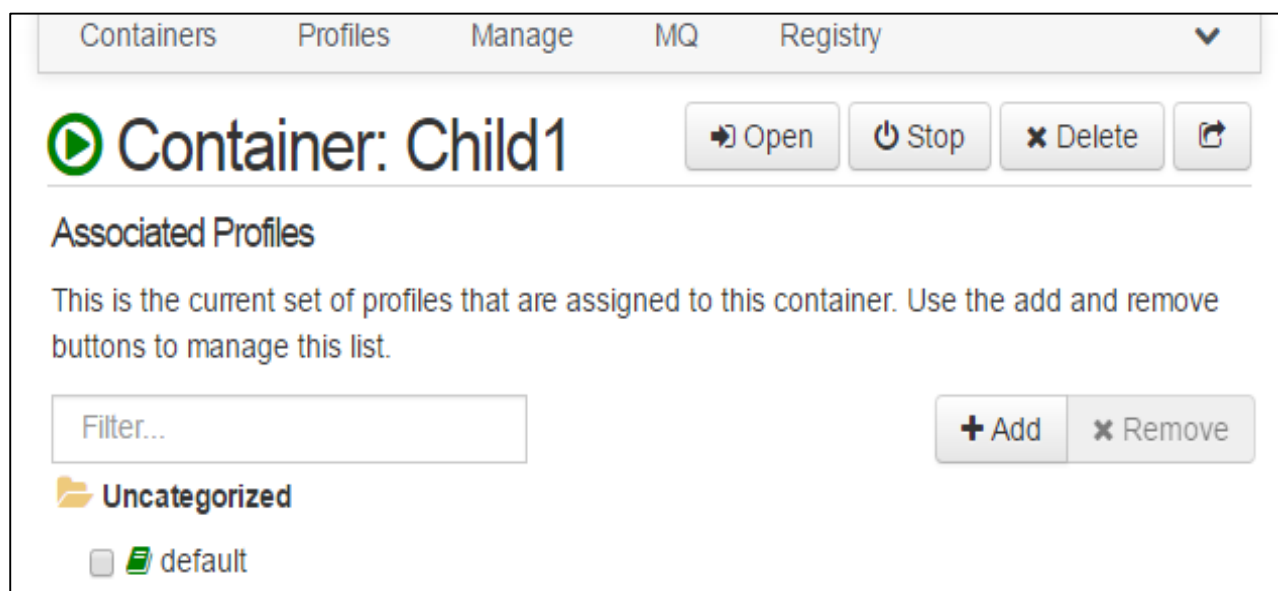 Containers Profiles Manage MQ Registry
Container: Child1 Open Stop Delete
Associated Profiles
This is the current set of profiles that are assigned to this container. Use the add and remove
buttons to manage this list.
Filter... Add Remove
Uncategorized
default